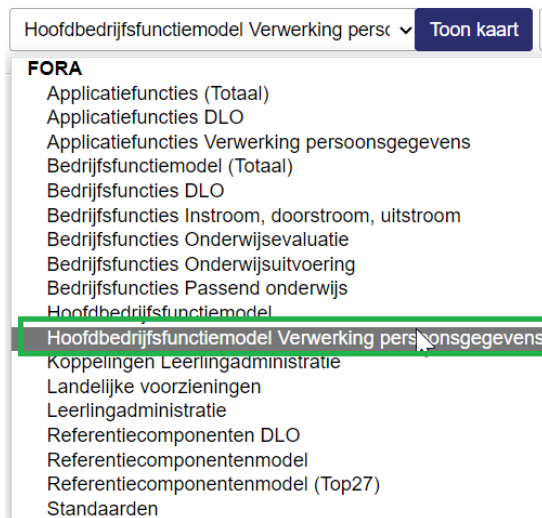 Hoofdbedrijfsfunctiemodel Verwerking persc Toon kaart
FORA
Applicatiefuncties (Totaal)
Applicatiefuncties DLO
Applicatiefuncties Verwerking persoonsgegevens
Bedrijfsfunctiemodel (Totaal)
Bedrijfsfuncties DLO
Bedrijfsfuncties Instroom, doorstroom, uitstroom
Bedrijfsfuncties Onderwijsevaluatie
Bedrijfsfuncties Onderwijsuitvoering
Bedrijfsfuncties Passend onderwijs
Hoofdbedrijfsfunctiemodel
Hoofdbedrijfsfunctiemodel Verwerking persoonsgegevens
Koppelingen Leerlingadministratie
Landelijke voorzieningen
Leerlingadministratie
Referentiecomponenten DLO
Referentiecomponentenmodel
Referentiecomponentenmodel (Top27)
Standaarden